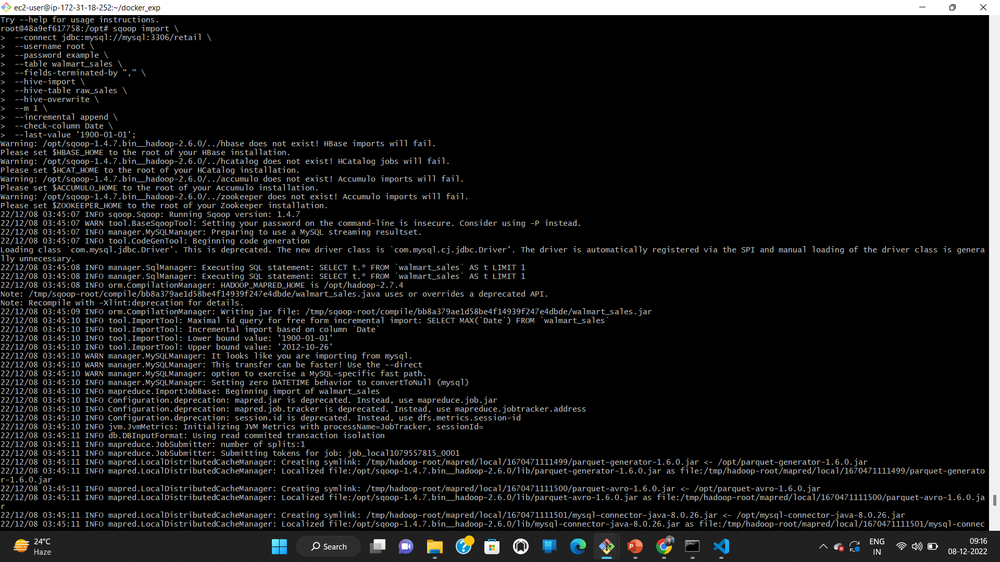 ec2-user@ip-172-31-18-252:~/docker_exp
Try --help for usage instructions.
root@48a9ef617758:/opt# sqoop import \
>  --connect jdbc:mysql://mysql:3306/retail \
>  --username root \
>  --password example \
>  --table walmart_sales \
>  --fields-terminated-by "," \
>  --hive-import \
>  --hive-table raw_sales \
>  --hive-overwrite \
>  --m 1 \
>  --incremental append \
>  --check-column Date \
>  --last-value '1900-01-01';
Warning: /opt/sqoop-1.4.7.bin__hadoop-2.6.0/../hbase does not exist! HBase imports will fail.
Please set $HBASE_HOME to the root of your HBase installation.
Warning: /opt/sqoop-1.4.7.bin__hadoop-2.6.0/../hcatalog does not exist! HCatalog jobs will fail.
Please set $HCAT_HOME to the root of your HCatalog installation.
Warning: /opt/sqoop-1.4.7.bin__hadoop-2.6.0/../accumulo does not exist! Accumulo imports will fail.
Please set $ACCUMULO_HOME to the root of your Accumulo installation.
Warning: /opt/sqoop-1.4.7.bin__hadoop-2.6.0/../zookeeper does not exist! Accumulo imports will fail.
Please set $ZOOKEEPER_HOME to the root of your Zookeeper installation.
22/12/08 03:45:07 INFO sqoop.Sqoop: Running Sqoop version: 1.4.7
22/12/08 03:45:07 WARN tool.BaseSqoopTool: Setting your password on the command-line is insecure. Consider using -P instead.
22/12/08 03:45:07 INFO manager.MySQLManager: Preparing to use a MySQL streaming resultset.
22/12/08 03:45:07 INFO tool.CodeGenTool: Beginning code generation
Loading class `com.mysql.jdbc.Driver'. This is deprecated. The new driver class is `com.mysql.cj.jdbc.Driver'. The driver is automatically registered via the SPI and manual loading of the driver class is genera
lly unnecessary.
22/12/08 03:45:08 INFO manager.SqlManager: Executing SQL statement: SELECT t.* FROM `walmart_sales` AS t LIMIT 1
22/12/08 03:45:08 INFO manager.SqlManager: Executing SQL statement: SELECT t.* FROM `walmart_sales` AS t LIMIT 1
22/12/08 03:45:08 INFO orm.CompilationManager: HADOOP_MAPRED_HOME is /opt/hadoop-2.7.4
Note: /tmp/sqoop-root/compile/bb8a379ae1d58be4f14939f247e4dbde/walmart_sales.java uses or overrides a deprecated API.
Note: Recompile with -Xlint:deprecation for details.
22/12/08 03:45:09 INFO orm.CompilationManager: Writing jar file: /tmp/sqoop-root/compile/bb8a379ae1d58be4f14939f247e4dbde/walmart_sales.jar
22/12/08 03:45:10 INFO tool.ImportTool: Maximal id query for free form incremental import: SELECT MAX(`Date`) FROM `walmart_sales`
22/12/08 03:45:10 INFO tool.ImportTool: Incremental import based on column `Date`
22/12/08 03:45:10 INFO tool.ImportTool: Lower bound value: '1900-01-01'
22/12/08 03:45:10 INFO tool.ImportTool: Upper bound value: '2012-10-26'
22/12/08 03:45:10 WARN manager.MySQLManager: It looks like you are importing from mysql.
22/12/08 03:45:10 WARN manager.MySQLManager: This transfer can be faster! Use the --direct
22/12/08 03:45:10 WARN manager.MySQLManager: option to exercise a MySQL-specific fast path.
22/12/08 03:45:10 INFO manager.MySQLManager: Setting zero DATETIME behavior to convertToNull (mysql)
22/12/08 03:45:10 INFO mapreduce.ImportJobBase: Beginning import of walmart_sales
22/12/08 03:45:10 INFO Configuration.deprecation: mapred.jar is deprecated. Instead, use mapreduce.job.jar
22/12/08 03:45:10 INFO Configuration.deprecation: mapred.job.tracker is deprecated. Instead, use mapreduce.jobtracker.address
22/12/08 03:45:10 INFO Configuration.deprecation: session.id is deprecated. Instead, use dfs.metrics.session-id
22/12/08 03:45:10 INFO jvm.JvmMetrics: Initializing JVM Metrics with processName=JobTracker, sessionId=
22/12/08 03:45:11 INFO db.DBInputFormat: Using read commited transaction isolation
22/12/08 03:45:11 INFO mapreduce.JobSubmitter: number of splits:1
22/12/08 03:45:11 INFO mapreduce.JobSubmitter: Submitting tokens for job: job_local1079557815_0001
22/12/08 03:45:11 INFO mapred.LocalDistributedCacheManager: Creating symlink: /tmp/hadoop-root/mapred/local/1670471111499/parquet-generator-1.6.0.jar <- /opt/parquet-generator-1.6.0.jar
22/12/08 03:45:11 INFO mapred.LocalDistributedCacheManager: Localized file:/opt/sqoop-1.4.7.bin__hadoop-2.6.0/lib/parquet-generator-1.6.0.jar as file:/tmp/hadoop-root/mapred/local/1670471111499/parquet-generato
r-1.6.0.jar
22/12/08 03:45:11 INFO mapred.LocalDistributedCacheManager: Creating symlink: /tmp/hadoop-root/mapred/local/1670471111500/parquet-avro-1.6.0.jar <- /opt/parquet-avro-1.6.0.jar
22/12/08 03:45:11 INFO mapred.LocalDistributedCacheManager: Localized file:/opt/sqoop-1.4.7.bin__hadoop-2.6.0/lib/parquet-avro-1.6.0.jar as file:/tmp/hadoop-root/mapred/local/1670471111500/parquet-avro-1.6.0.ja
r
22/12/08 03:45:11 INFO mapred.LocalDistributedCacheManager: Creating symlink: /tmp/hadoop-root/mapred/local/1670471111501/mysql-connector-java-8.0.26.jar <- /opt/mysql-connector-java-8.0.26.jar
22/12/08 03:45:11 INFO mapred.LocalDistributedCacheManager: Localized file:/opt/sqoop-1.4.7.bin__hadoop-2.6.0/lib/mysql-connector-java-8.0.26.jar as file:/tmp/hadoop-root/mapred/local/1670471111501/mysql-connec
24°C
Haze
Search
ENG
IN
09:16
08-12-2022